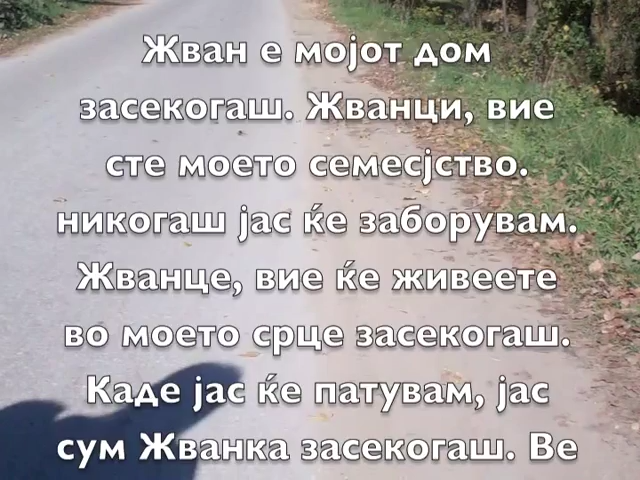 Жван е мојот дом
засекогаш. Жванци, вие
сте моето семесјство.
никогаш јас ќе заборувам.
Жванце, вие ќе живеете
во моето срце засекогаш.
Каде јас ќе патувам, јас
сум Жванка засекогаш. Ве